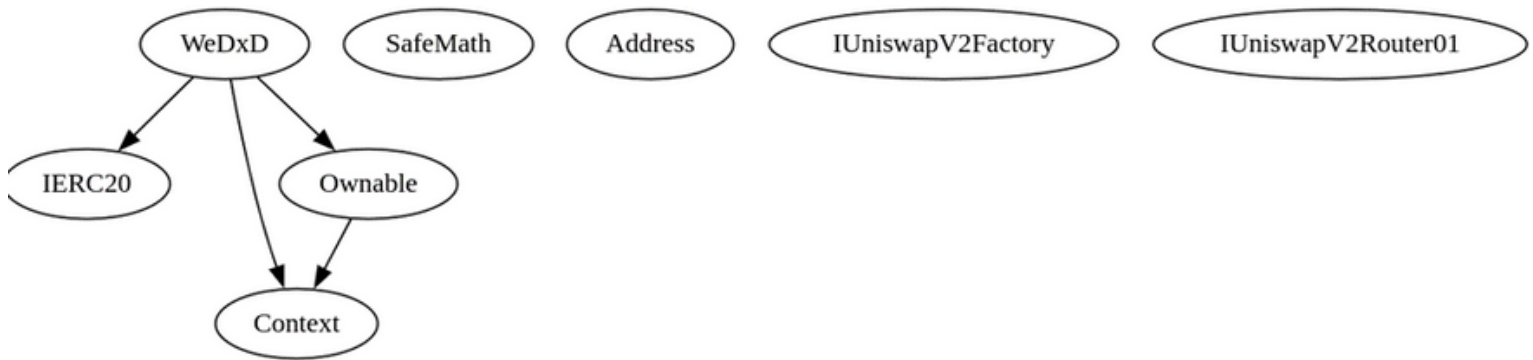 WeDxD
SafeMath
Address
IUniswapV2Factory
IUniswapV2Router01
IERC20
Ownable
Context